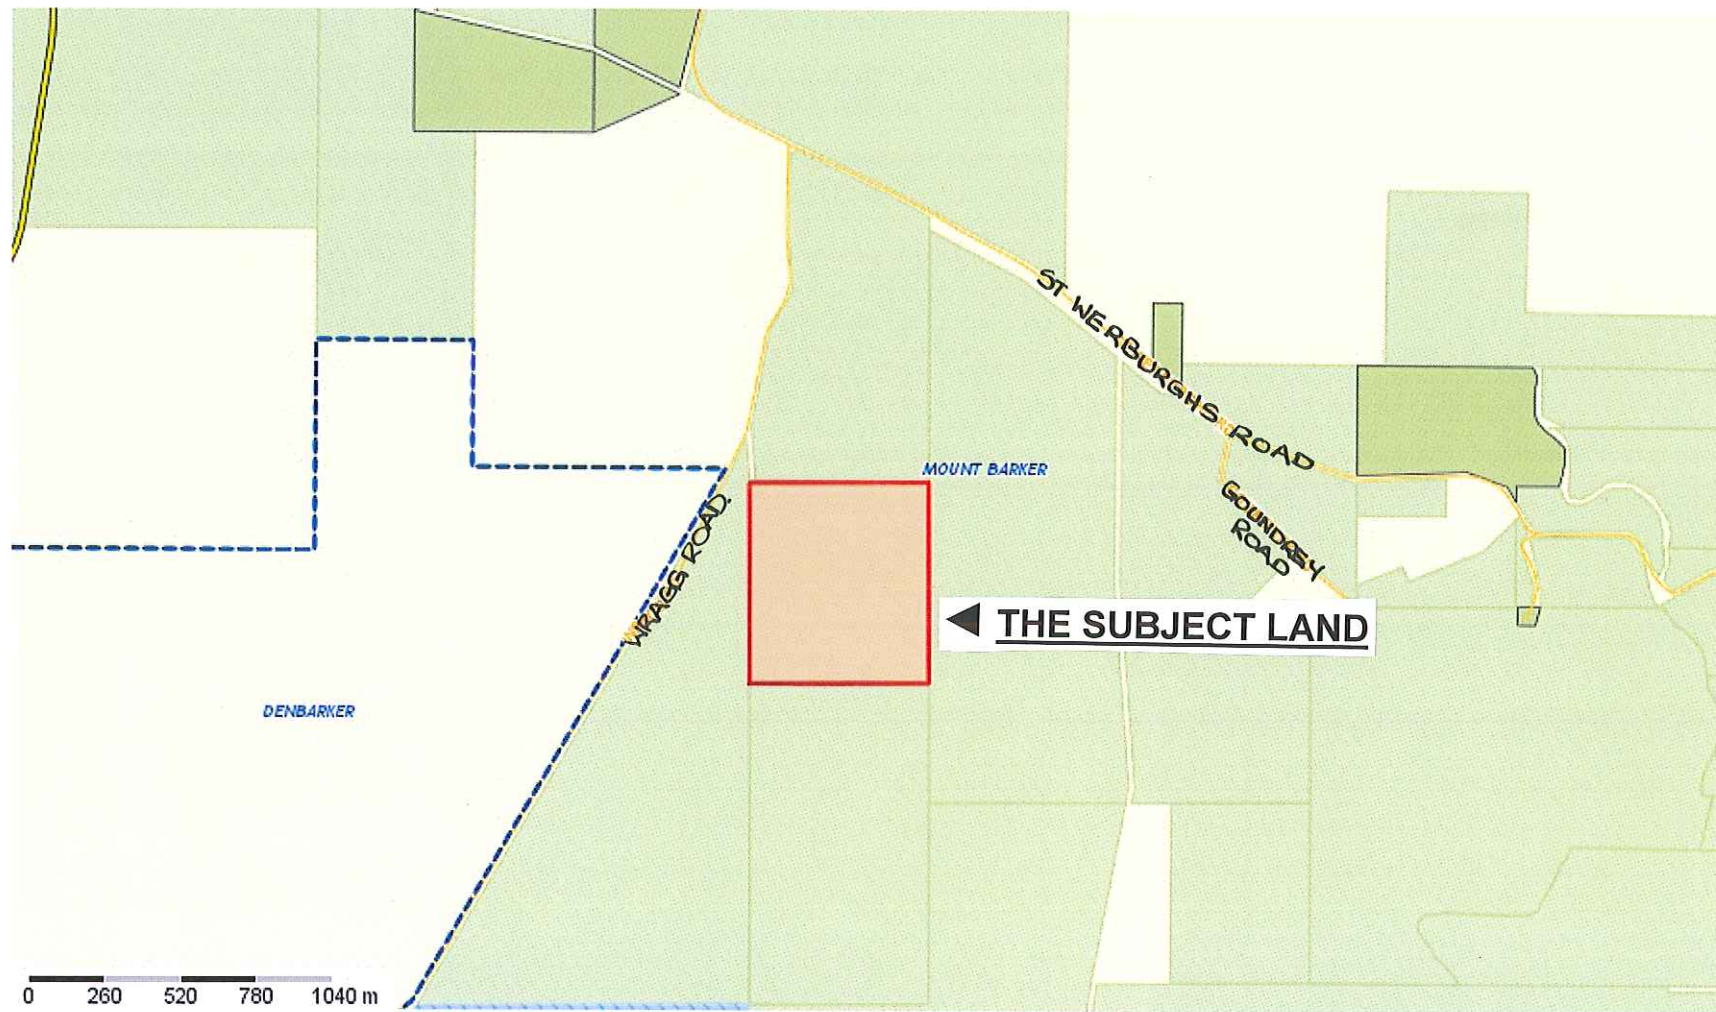 ST WERBURGHS ROAD
MOUNT BARKER
GOUNDREY
ROAD
WRAGG ROAD.
THE SUBJECT LAND
DENBARKER
0 260 520 780 1040 m